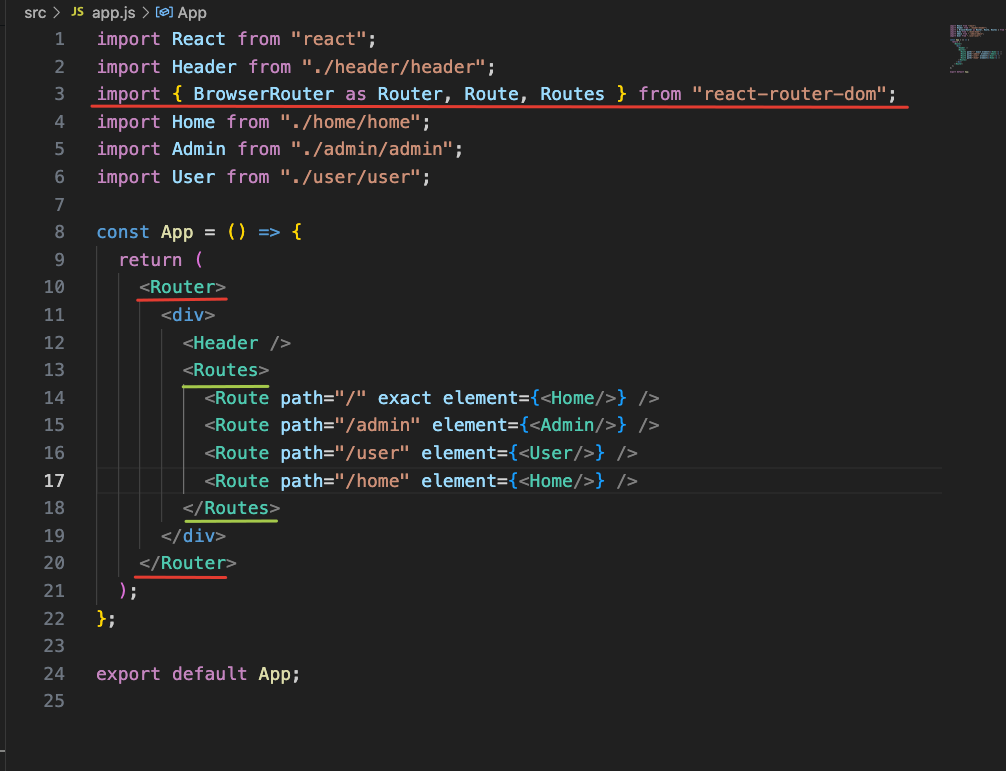 src > JS app.js > App
1 import React from "react";
2 import Header from "./header/header";
3 import { BrowserRouter as Router, Route, Routes } from "react-router-dom";
4 import Home from "./home/home";
5 import Admin from "./admin/admin";
6 import User from "./user/user";
7
8 const App = () => {
9 return (
10 <Router>
11 <div>
12 <Header />
13 <Routes>
14 <Route path="/" exact element={<Home/>} />
15 <Route path="/admin" element={<Admin/>} />
16 <Route path="/user" element={<User/>} />
17 <Route path="/home" element={<Home/>} />
18 </Routes>
19 </div>
20 </Router>
21 );
22 };
23
24 export default App;
25